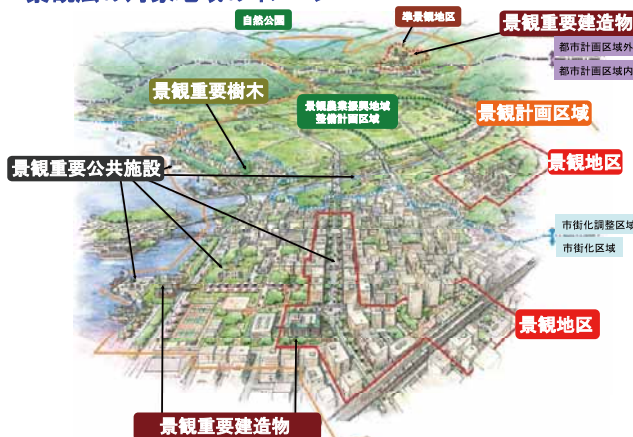 自然公園
準景観地区
景観重要建造物
都市計画区域外
都市計画区域内
景観重要樹木
景観農業振興地域
整備計画区域
景観計画区域
景観重要公共施設
景観地区
市街化調整区域
市街化区域
景観地区
景観重要建造物